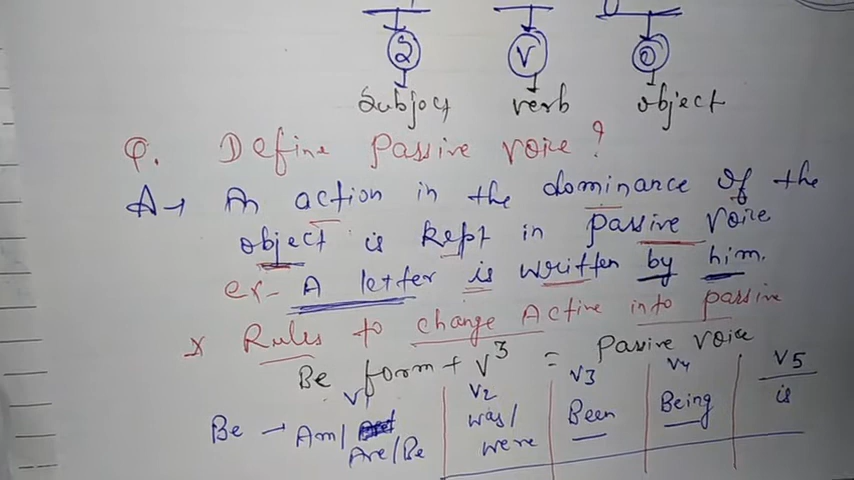 S V O
Subject verb object
Q. Define Passive voice?
A→ An action in the dominance of the
object is kept in passive voice
ex- A letter is written by him.
x Rules to change Active into passive
Be form + V3 = Passive voice
V1 V2 V3 V4 V5
Be → Am/ was/ Been Being is
Are/Be were